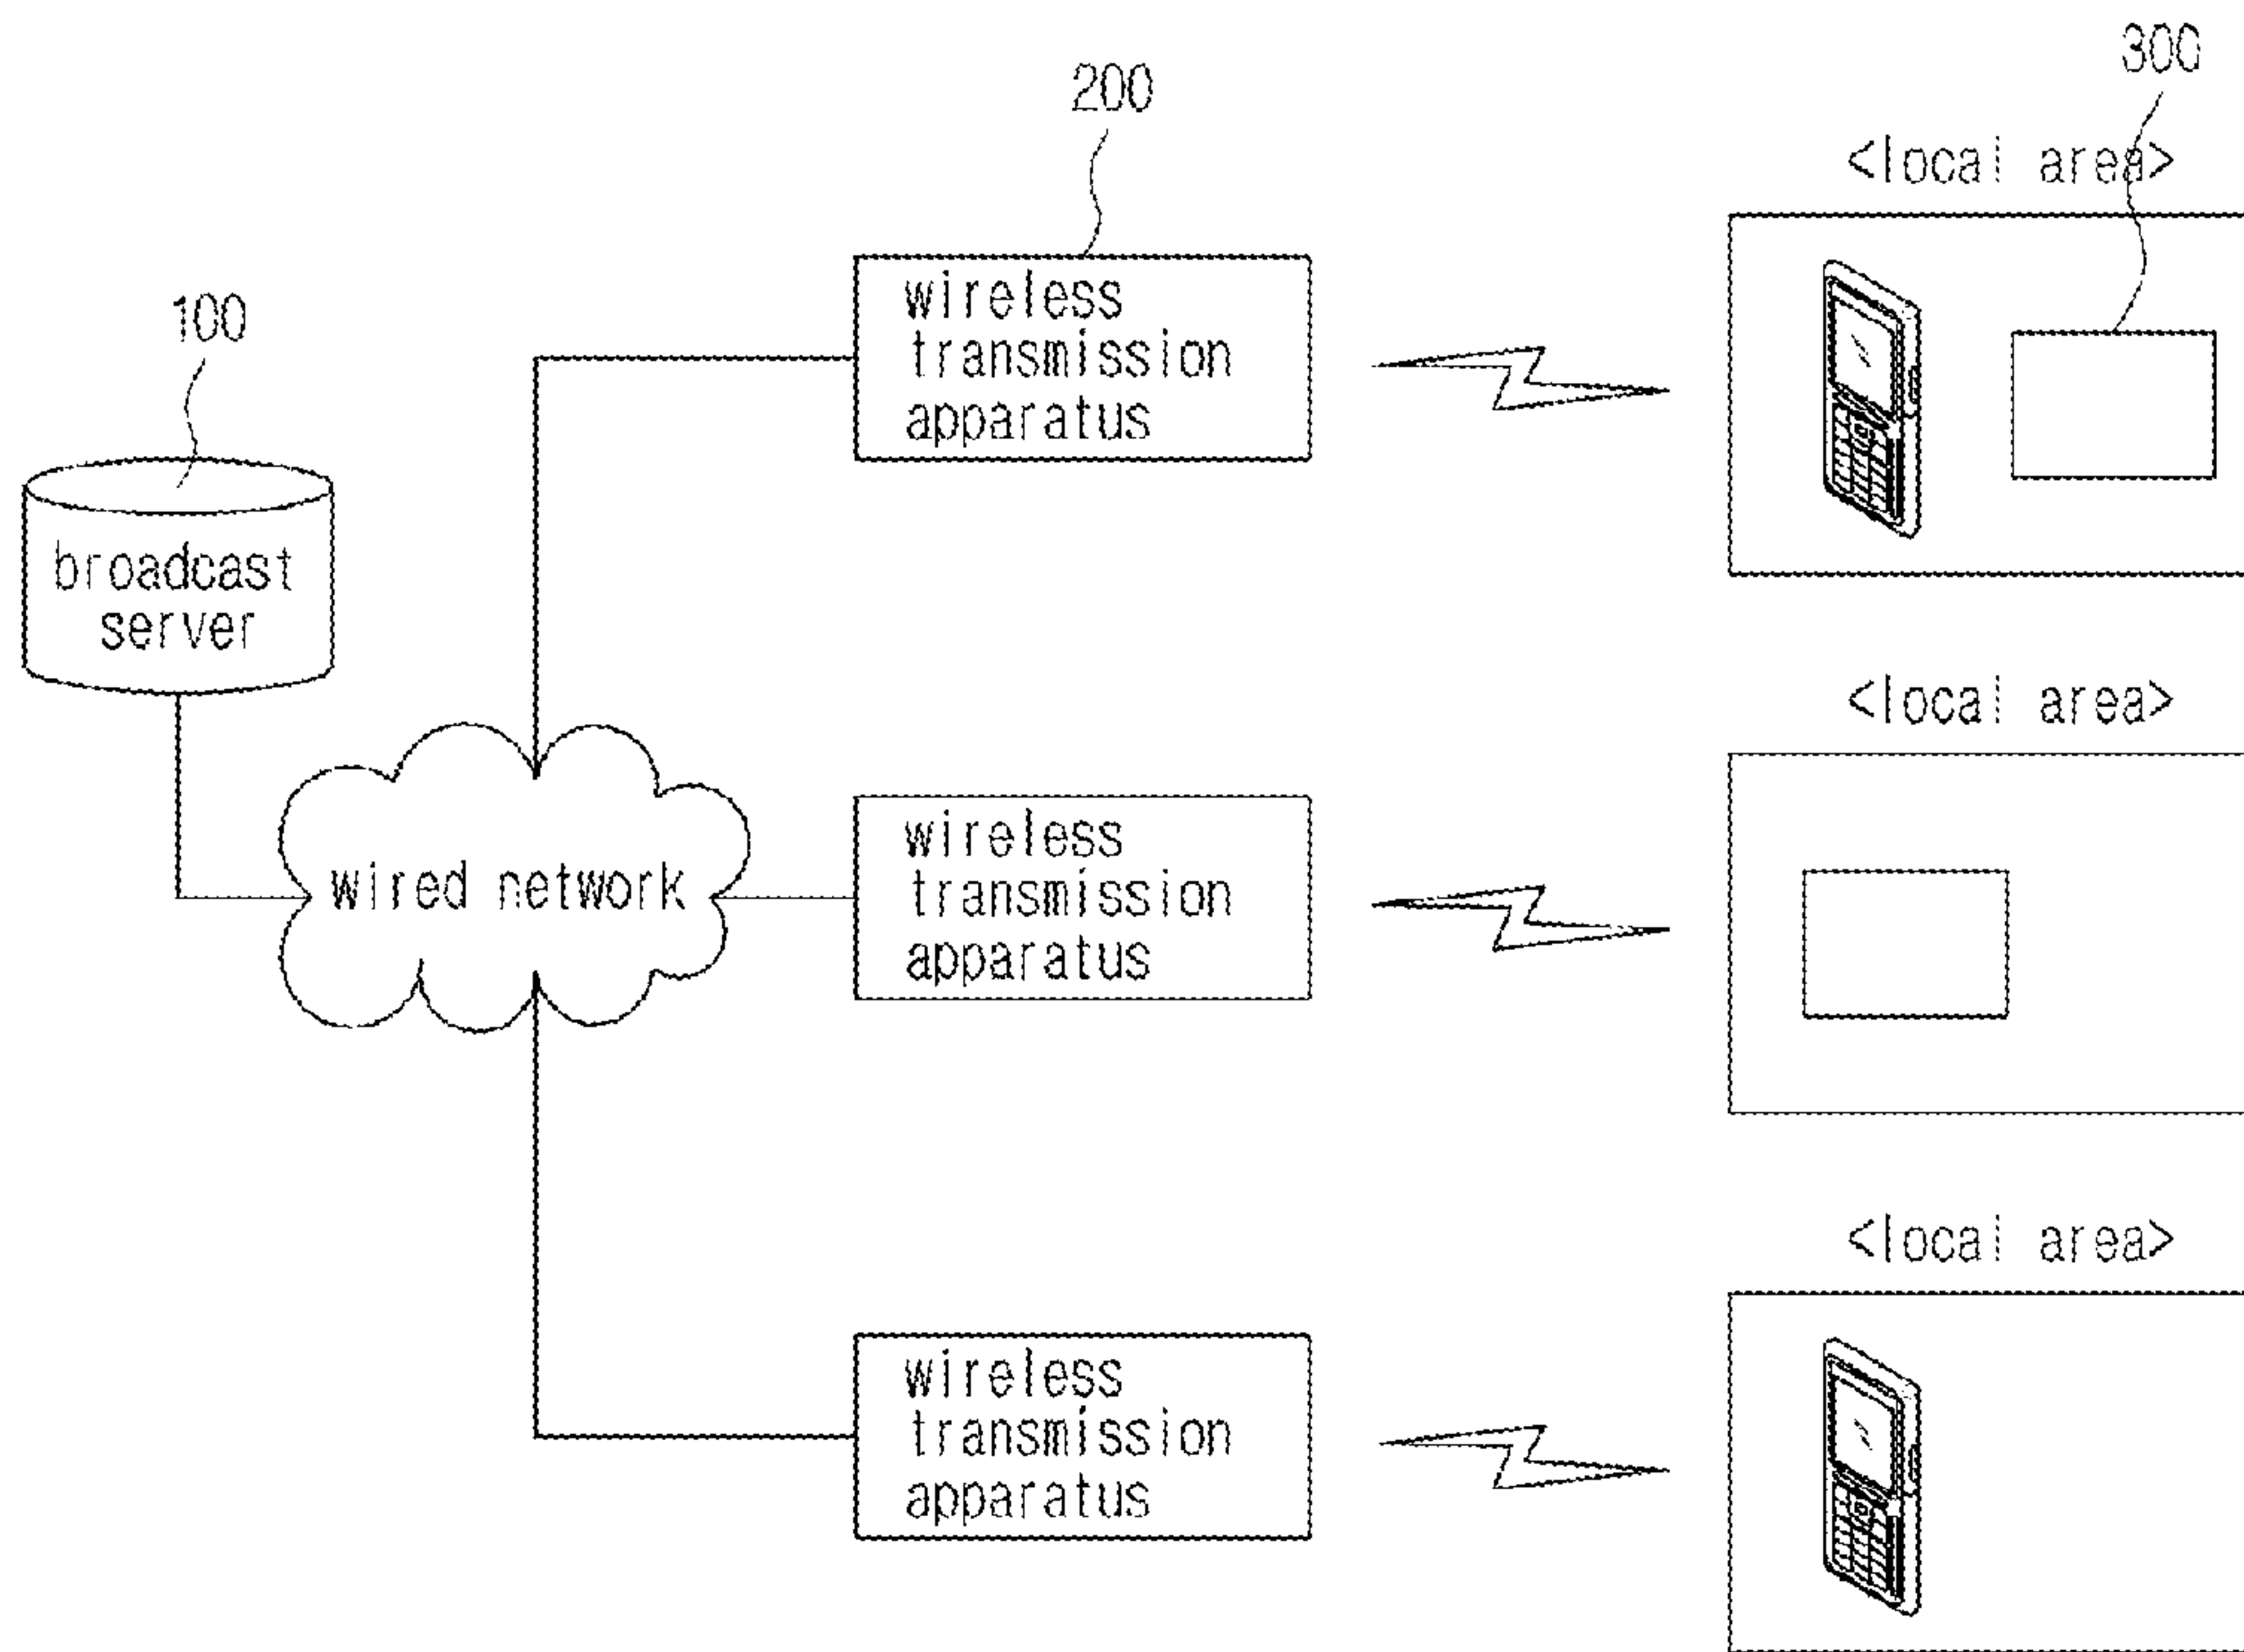 300
200
<local area>
100
wireless
transmission
apparatus
broadcast
server
<local area>
wired network
wireless
transmission
apparatus
<local area>
wireless
transmission
apparatus